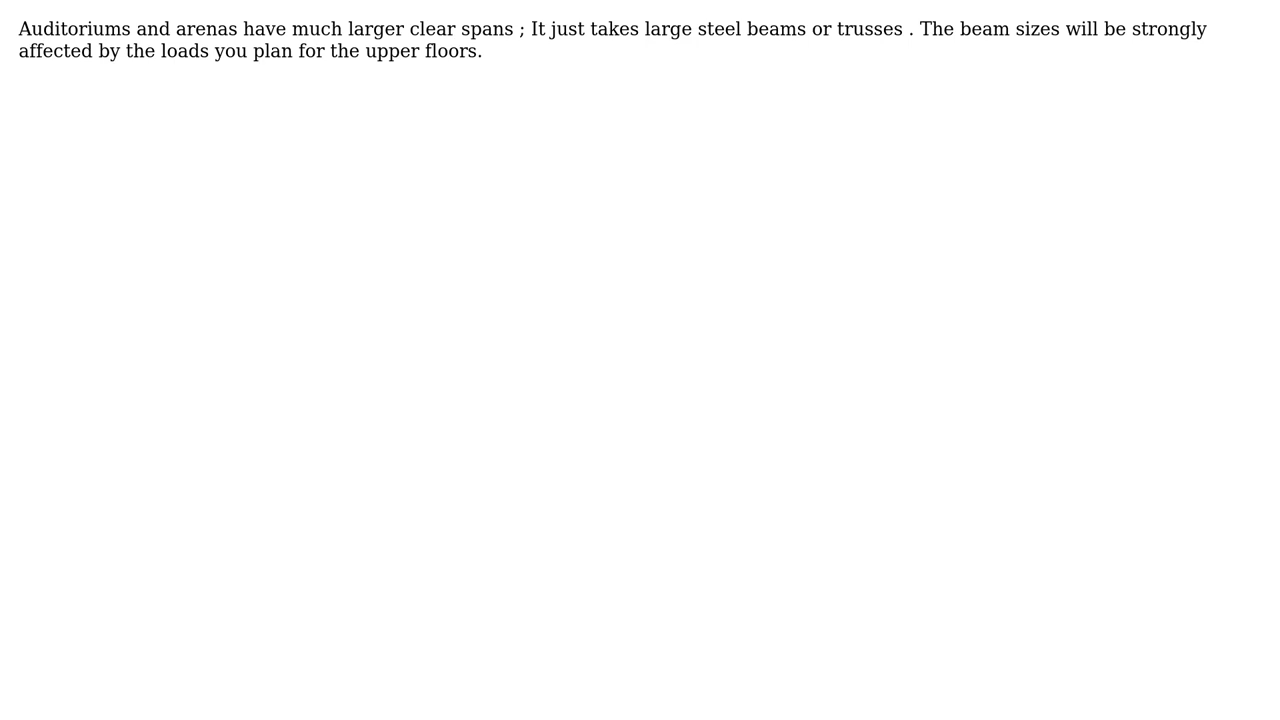 Auditoriums and arenas have much larger clear spans ; It just takes large steel beams or trusses . The beam sizes will be strongly
affected by the loads you plan for the upper floors.